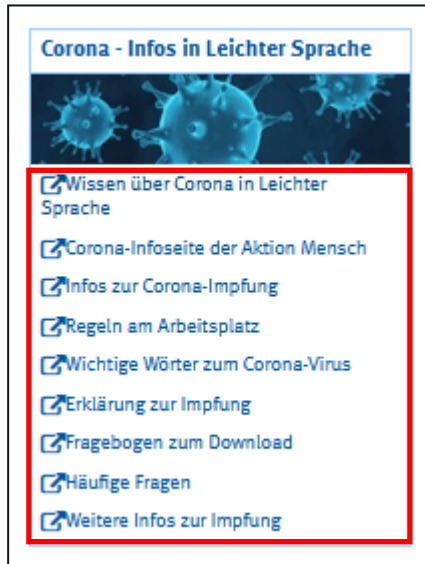 Corona - Infos in Leichter Sprache
Wissen über Corona in Leichter
Sprache
Corona-Infoseite der Aktion Mensch
Infos zur Corona-Impfung
Regeln am Arbeitsplatz
Wichtige Wörter zum Corona-Virus
Erklärung zur Impfung
Fragebogen zum Download
Häufige Fragen
Weitere Infos zur Impfung